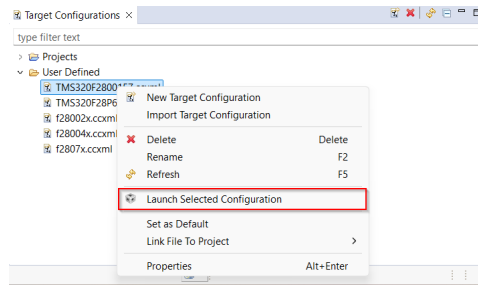 Target Configurations
type filter text
Projects
User Defined
TMS320F2800157.ccxml
TMS320F28P6
f28002x.ccxml
f28004x.ccxml
f2807x.ccxml
New Target Configuration
Import Target Configuration
Delete Delete
Rename F2
Refresh F5
Launch Selected Configuration
Set as Default
Link File To Project
Properties Alt+Enter